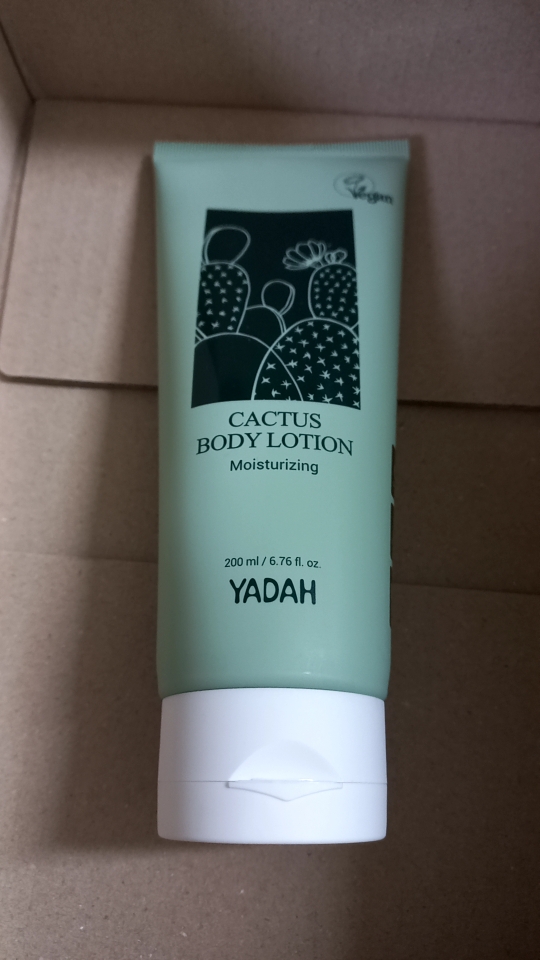 Vegan
CACTUS
BODY LOTION
Moisturizing
200 ml / 6.76 fl. oz.
YADAH